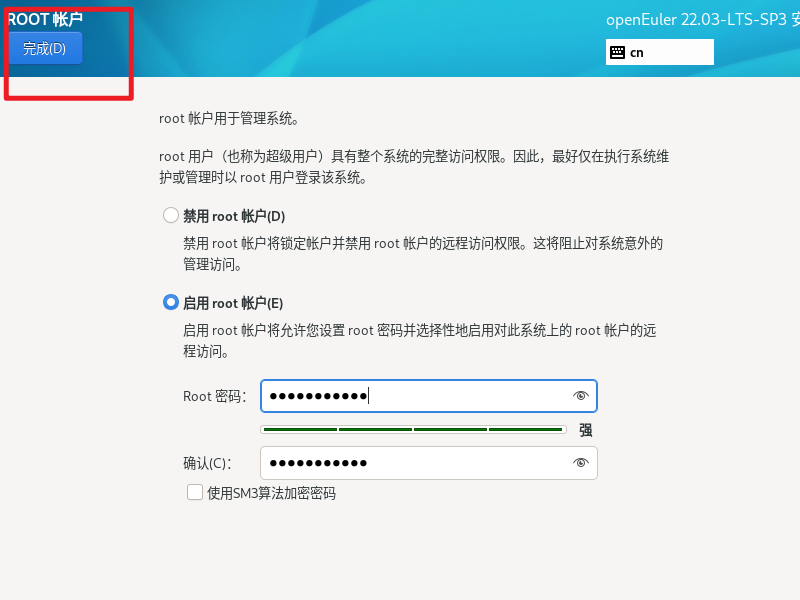 ROOT 帐户
openEuler 22.03-LTS-SP3 安
完成(D)
cn
root 帐户用于管理系统。
root 用户（也称为超级用户）具有整个系统的完整访问权限。因此，最好仅在执行系统维
护或管理时以 root 用户登录该系统。
禁用 root 帐户(D)
禁用 root 帐户将锁定帐户并禁用 root 帐户的远程访问权限。这将阻止对系统意外的
管理访问。
启用 root 帐户(E)
启用 root 帐户将允许您设置 root 密码并选择性地启用对此系统上的 root 帐户的远
程访问。
Root 密码：
●●●●●●●●●●●
强
确认(C)：
●●●●●●●●●●●
使用SM3算法加密密码